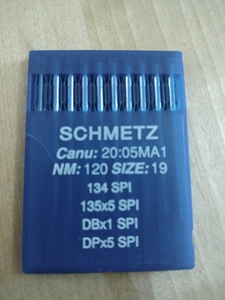 SCHMETZ
Canu: 20:05MA1
NM: 120 SIZE: 19
134 SPI
135x5 SPI
DBx1 SPI
DPx5 SPI